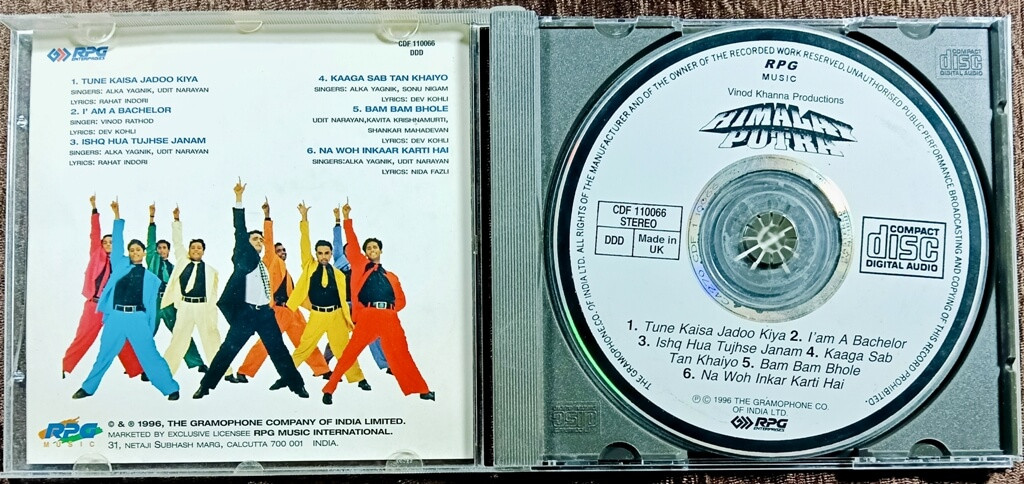 RPG
ENTERPRISES
CDF 110066
DDD
1. TUNE KAISA JADOO KIYA
SINGERS: ALKA YAGNIK, UDIT NARAYAN
LYRICS: RAHAT INDORI
2. I' AM A BACHELOR
SINGER: VINOD RATHOD
LYRICS: DEV KOHLI
3. ISHQ HUA TUJHSE JANAM
SINGERS: ALKA YAGNIK, UDIT NARAYAN
LYRICS: RAHAT INDORI
4. KAAGA SAB TAN KHAIYO
SINGERS: ALKA YAGNIK, SONU NIGAM
LYRICS: DEV KOHLI
5. BAM BAM BHOLE
UDIT NARAYAN,KAVITA KRISHNAMURTI,
SHANKAR MAHADEVAN
LYRICS: DEV KOHLI
6. NA WOH INKAAR KARTI HAI
SINGERS:ALKA YAGNIK, UDIT NARAYAN
LYRICS: NIDA FAZLI
RPG
MUSIC
© & ℗ 1996, THE GRAMOPHONE COMPANY OF INDIA LIMITED.
MARKETED BY EXCLUSIVE LICENSEE RPG MUSIC INTERNATIONAL.
31, NETAJI SUBHASH MARG, CALCUTTA 700 001 INDIA.
COMPACT
disc
DIGITAL AUDIO
THE GRAMOPHONE.CO. OF INDIA LTD. ALL RIGHTS OF THE MANUFACTURER AND OF THE OWNER OF THE RECORDED WORK RESERVED, UNAUTHORISED PUBLIC PERFORMANCE BROADCASTING AND COPYING OF THIS RECORD PROHIBITED.
RPG
MUSIC
Vinod Khanna Productions
HIMALAY
PUTRA
CDF 110066
STEREO
DDD
Made in
UK
COMPACT
disc
DIGITAL AUDIO
1. Tune Kaisa Jadoo Kiya 2. I'am A Bachelor
3. Ishq Hua Tujhse Janam 4. Kaaga Sab
Tan Khaiyo 5. Bam Bam Bhole
6. Na Woh Inkar Karti Hai
℗ © 1996 THE GRAMOPHONE CO.
OF INDIA LTD.
RPG
ENTERPRISES
disc